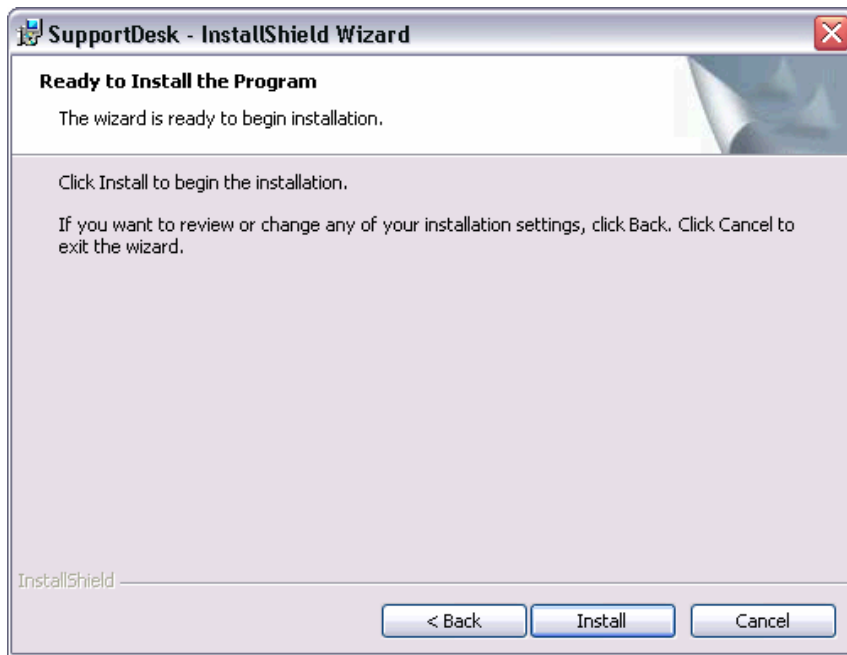 SupportDesk - InstallShield Wizard
Ready to Install the Program
The wizard is ready to begin installation.
Click Install to begin the installation.
If you want to review or change any of your installation settings, click Back. Click Cancel to
exit the wizard.
InstallShield
< Back Install Cancel